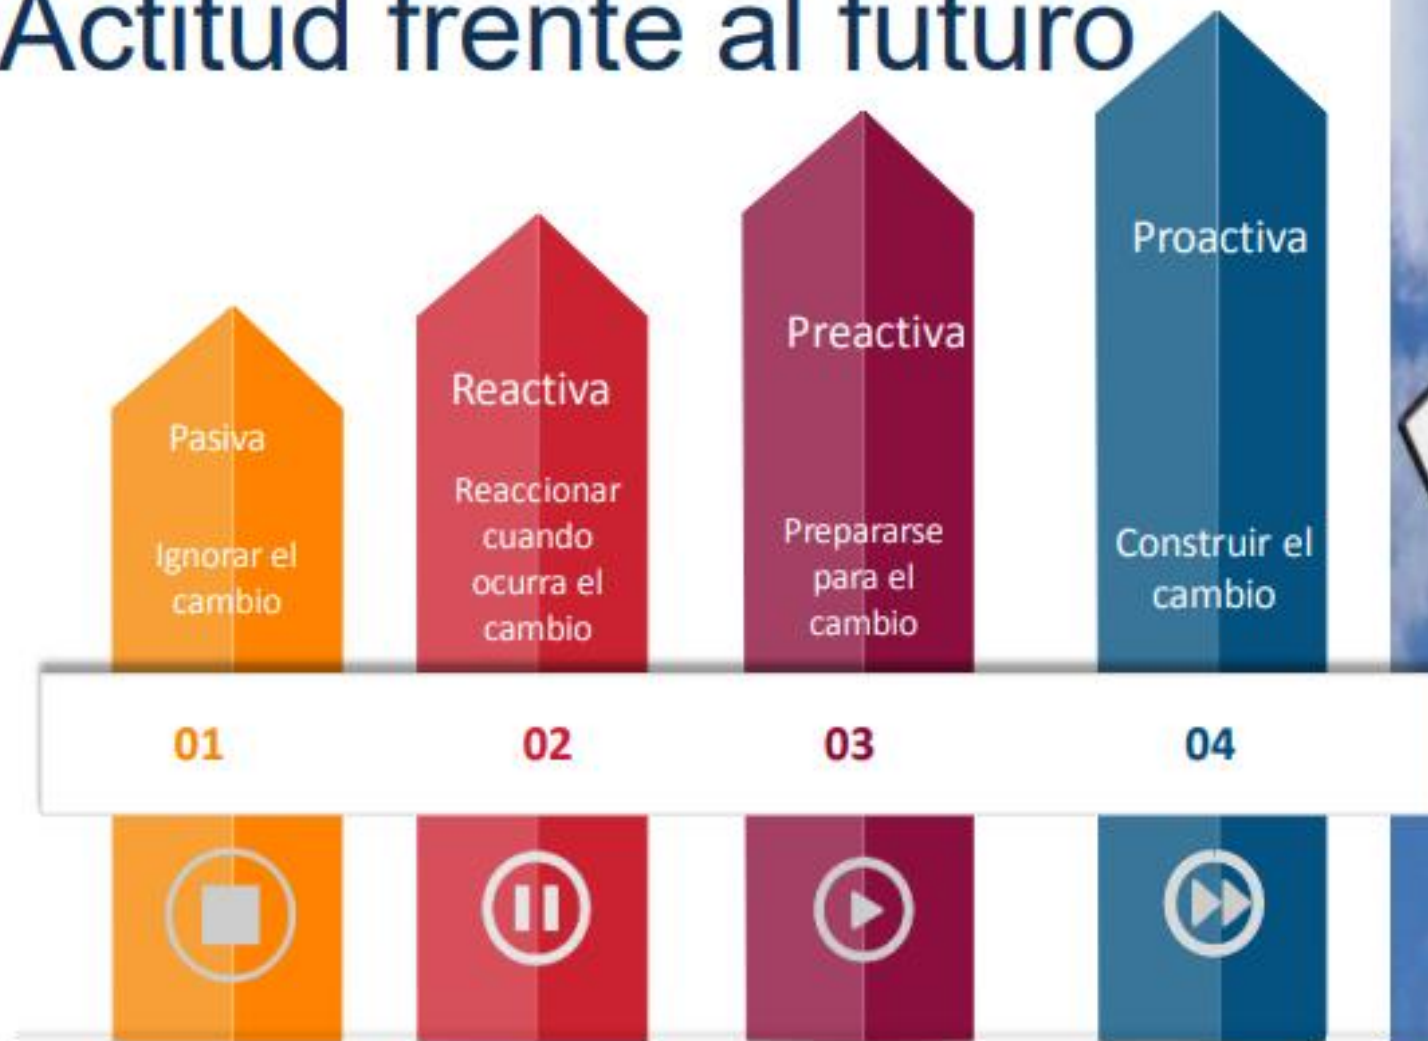 Actitud frente al futuro
Pasiva
Ignorar el
cambio
Reactiva
Reaccionar
cuando
ocurra el
cambio
Preactiva
Prepararse
para el
cambio
Proactiva
Construir el
cambio
01
02
03
04